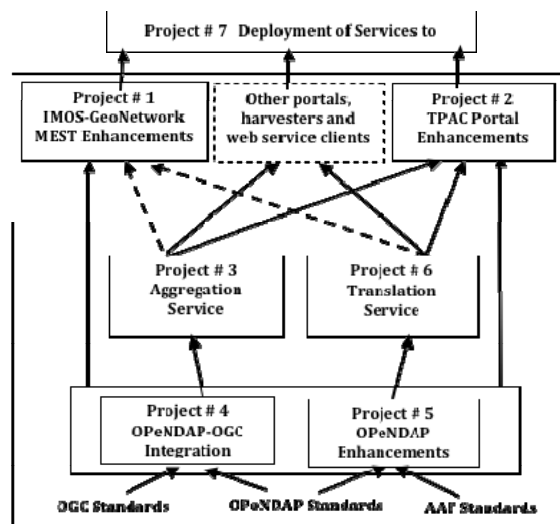 Project # 7 Deployment of Services to
Project # 1
IMOS-GeoNetwork
MEST Enhancements
Other portals,
harvesters and
web service clients
Project # 2
TPAC Portal
Enhancements
Project # 3
Aggregation
Service
Project # 6
Translation
Service
Project # 4
OPeNDAP-OGC
Integration
Project # 5
OPeNDAP
Enhancements
OGC Standards
OPeNDAP Standards
AAF Standards